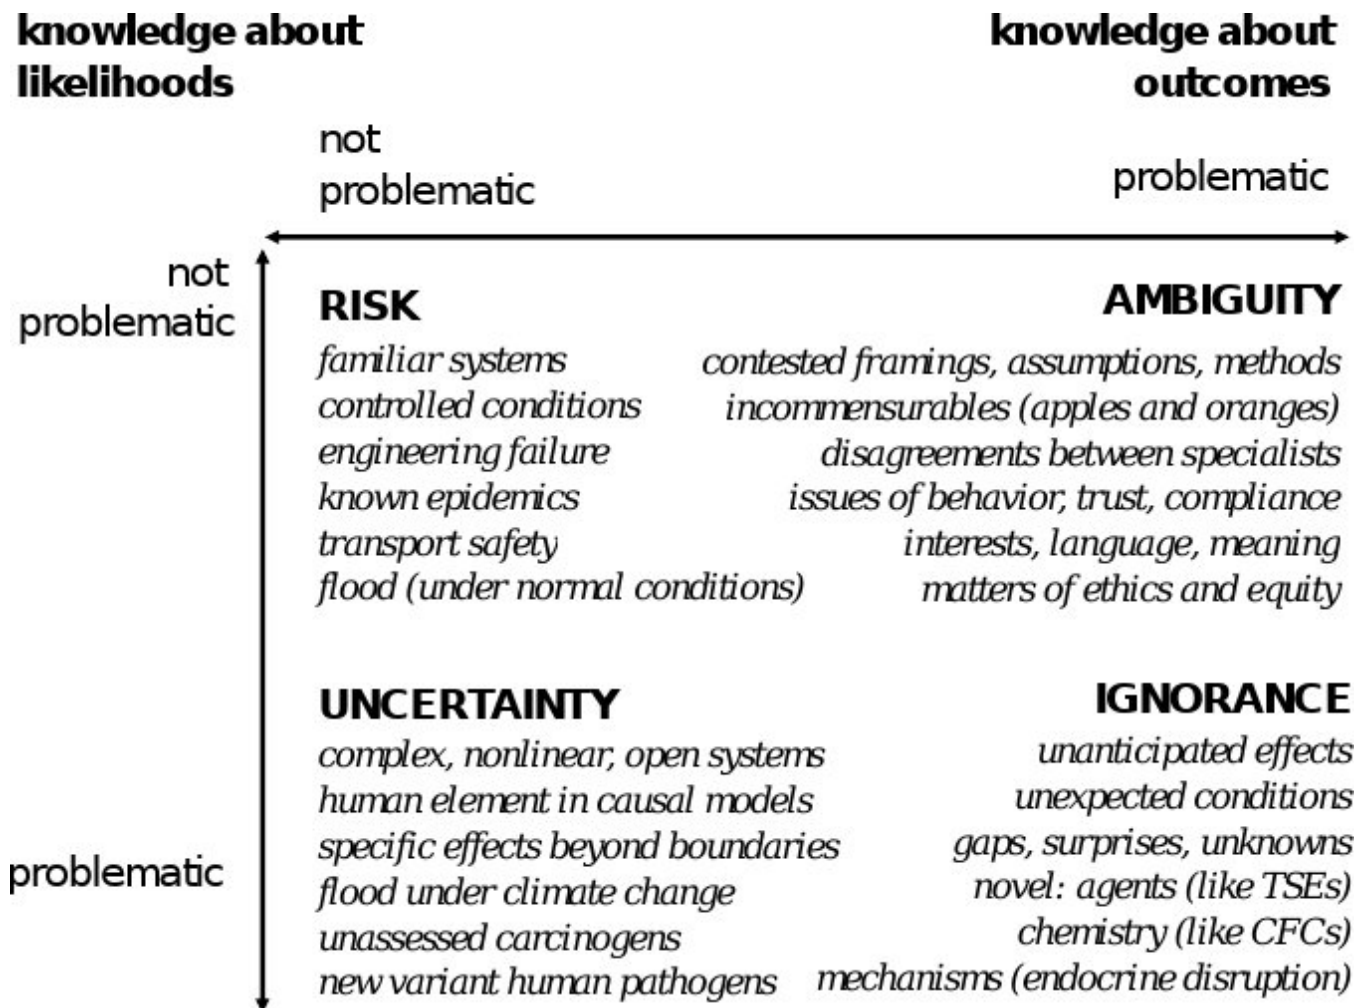 knowledge about
likelihoods
knowledge about
outcomes
not
problematic
problematic
not
problematic
RISK
familiar systems
controlled conditions
engineering failure
known epidemics
transport safety
flood (under normal conditions)
AMBIGUITY
contested framings, assumptions, methods
incommensurables (apples and oranges)
disagreements between specialists
issues of behavior, trust, compliance
interests, language, meaning
matters of ethics and equity
problematic
UNCERTAINTY
complex, nonlinear, open systems
human element in causal models
specific effects beyond boundaries
flood under climate change
unassessed carcinogens
new variant human pathogens
IGNORANCE
unanticipated effects
unexpected conditions
gaps, surprises, unknowns
novel: agents (like TSEs)
chemistry (like CFCs)
mechanisms (endocrine disruption)